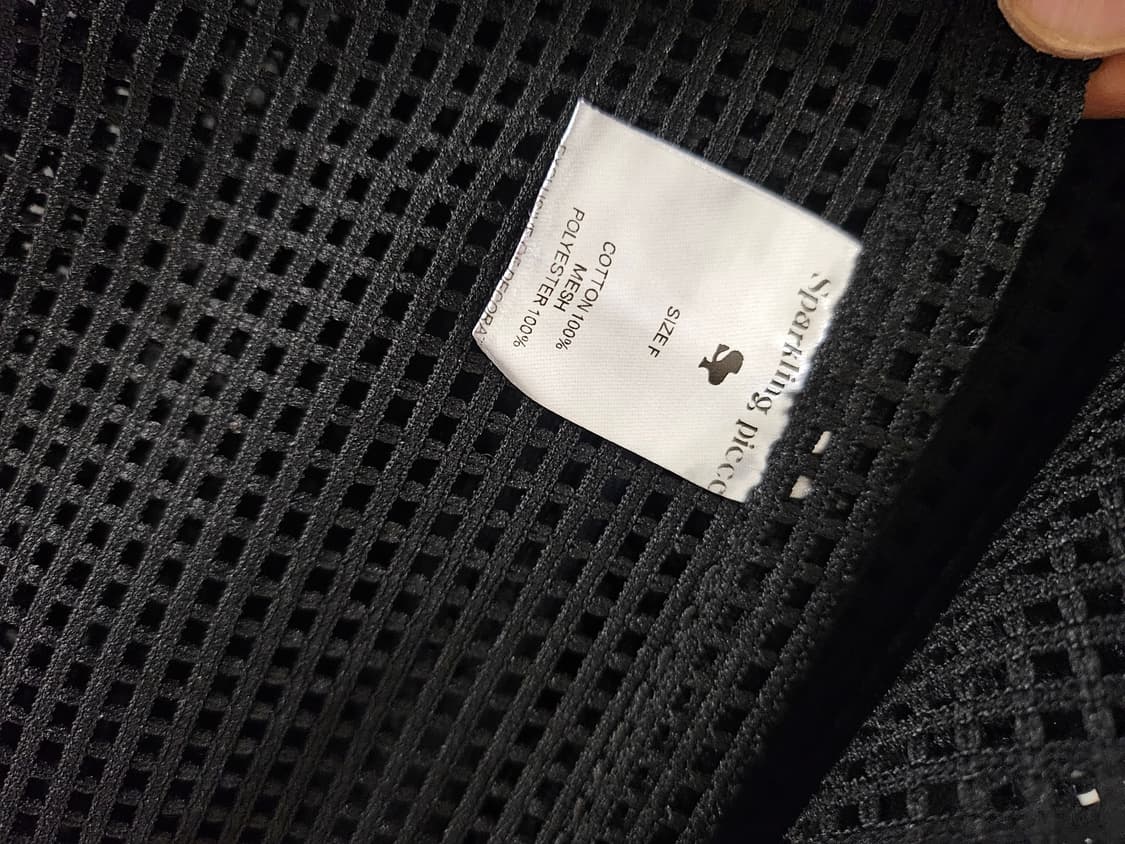 Sparkling picco
SIZE F
COTTON 100%
MESH
POLYESTER 100%